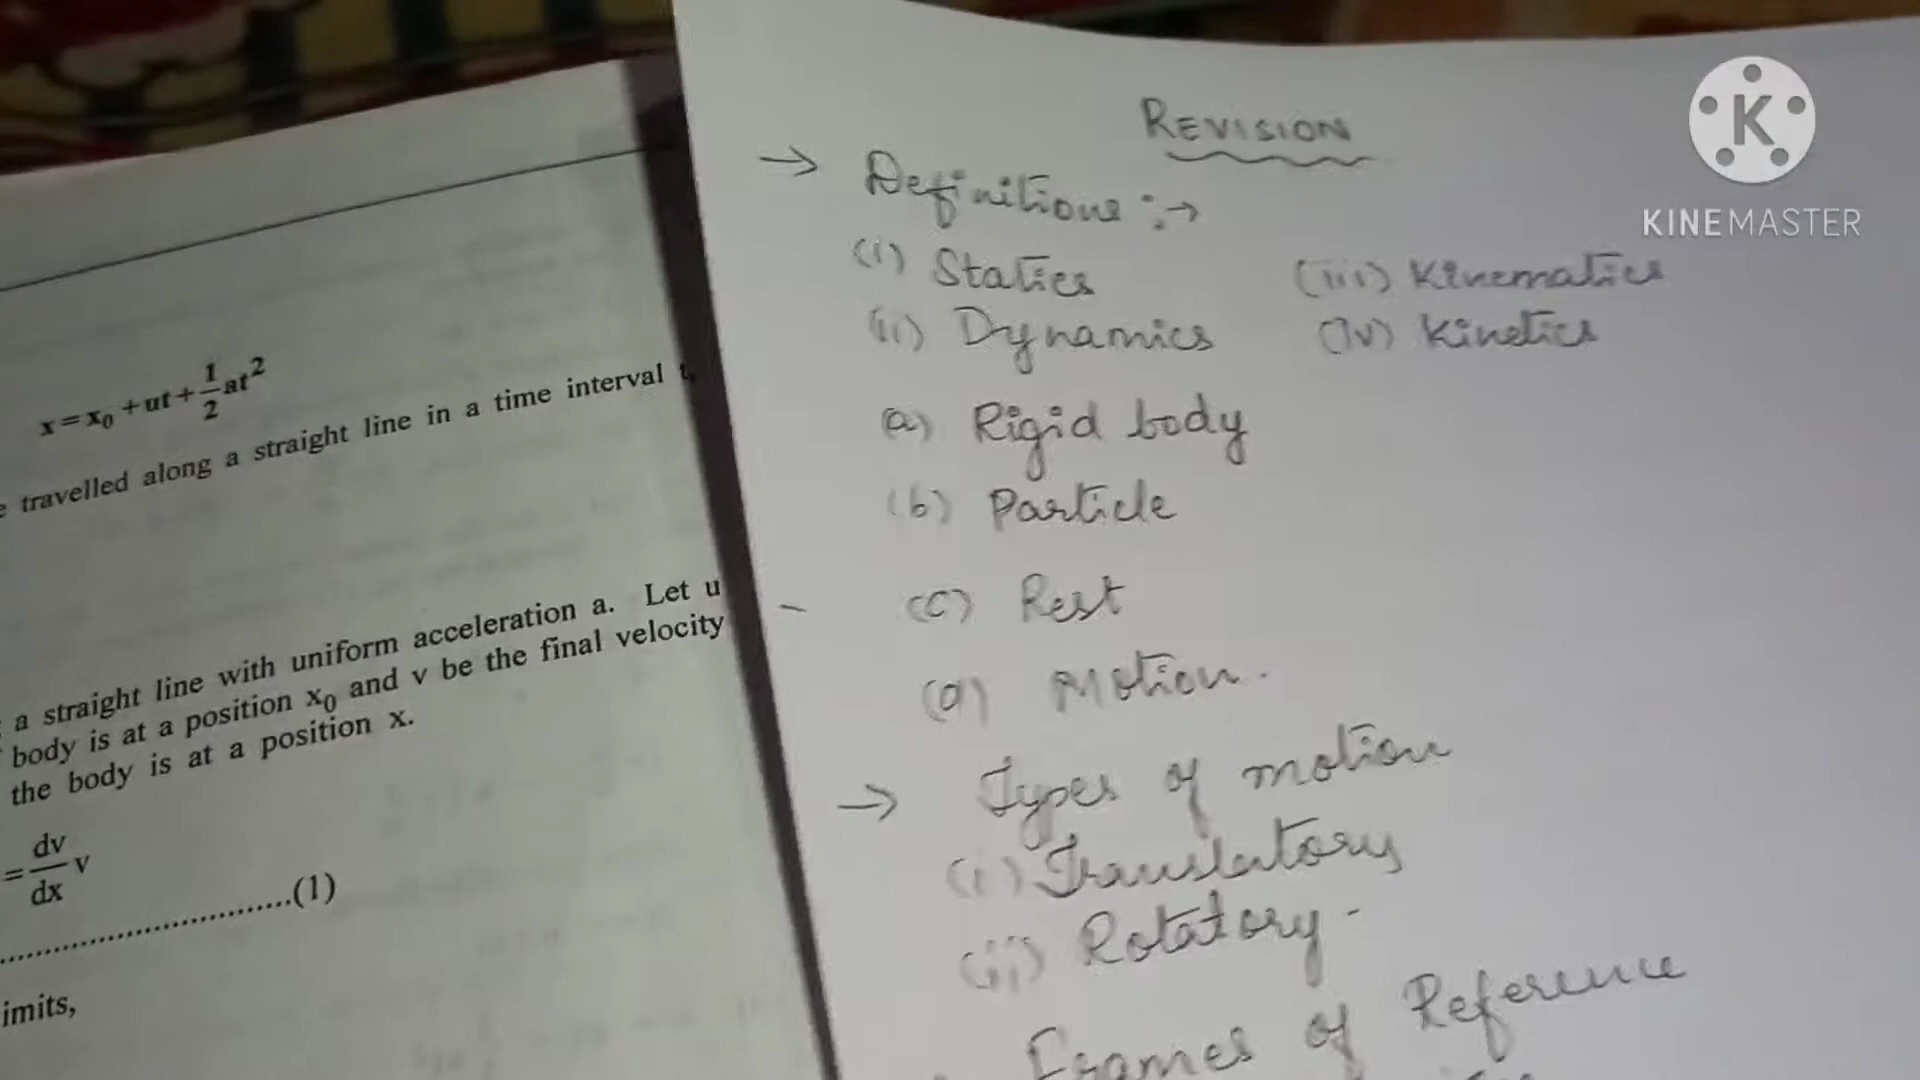 x=x₀+ut+1/2at²
travelled along a straight line in a time interval t,
a straight line with uniform acceleration a. Let u
body is at a position x₀ and v be the final velocity
the body is at a position x.
=dv/dx v
..............................(1)
imits,
REVISION
→ Definitions :→
(i) Statics (iii) Kinematics
(ii) Dynamics (iv) Kinetics
(a) Rigid body
(b) Particle
- (c) Rest
(d) Motion.
→ Types of motion
(i) Translatory
(ii) Rotatory.
Frames of Reference
K
KINEMASTER